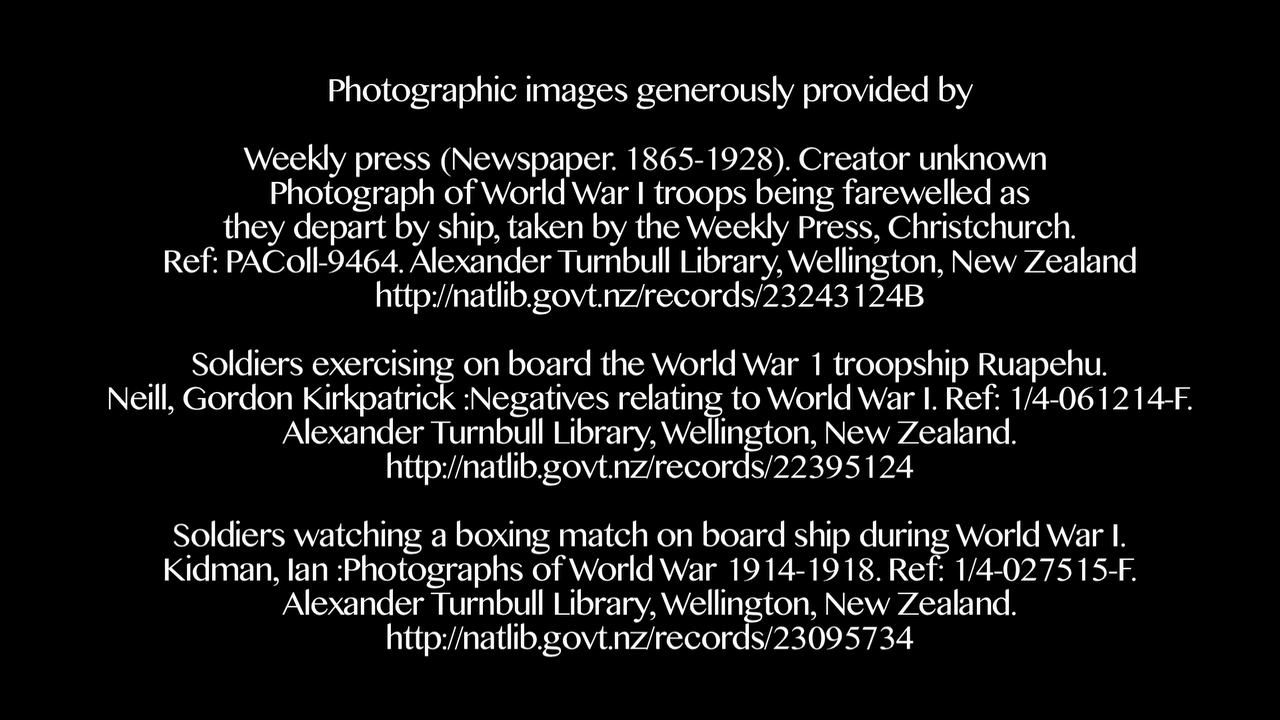 Photographic images generously provided by
Weekly press (Newspaper. 1865-1928). Creator unknown
Photograph of World War I troops being farewelled as
they depart by ship, taken by the Weekly Press, Christchurch.
Ref: PAColl-9464. Alexander Turnbull Library, Wellington, New Zealand
http://natlib.govt.nz/records/23243124B
Soldiers exercising on board the World War 1 troopship Ruapehu.
Neill, Gordon Kirkpatrick :Negatives relating to World War I. Ref: 1/4-061214-F.
Alexander Turnbull Library, Wellington, New Zealand.
http://natlib.govt.nz/records/22395124
Soldiers watching a boxing match on board ship during World War I.
Kidman, Ian :Photographs of World War 1914-1918. Ref: 1/4-027515-F.
Alexander Turnbull Library, Wellington, New Zealand.
http://natlib.govt.nz/records/23095734